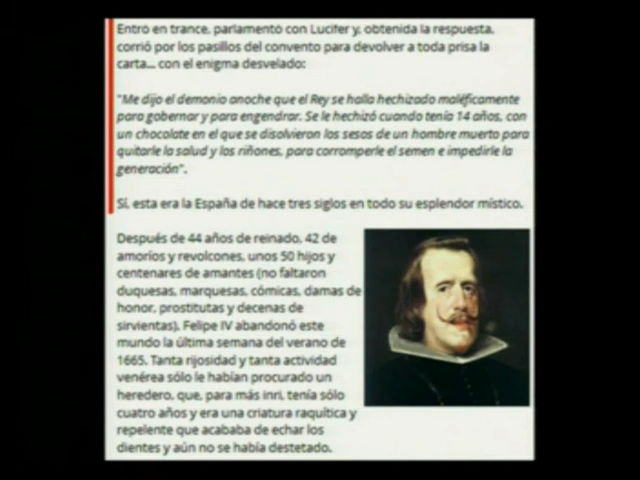 Entró en trance, parlamentó con Lucifer y, obtenida la respuesta,
corrió por los pasillos del convento para devolver a toda prisa la
carta... con el enigma desvelado:
"Me dijo el demonio anoche que el Rey se halla hechizado maléficamente
para gobernar y para engendrar. Se le hechizó cuando tenía 14 años, con
un chocolate en el que se disolvieron los sesos de un hombre muerto para
quitarle la salud y los riñones, para corromperle el semen e impedirle la
generación".
Sí, esta era la España de hace tres siglos en todo su esplendor místico.
Después de 44 años de reinado, 42 de
amoríos y revolcones, unos 50 hijos y
centenares de amantes (no faltaron
duquesas, marquesas, cómicas, damas de
honor, prostitutas y decenas de
sirvientas), Felipe IV abandonó este
mundo la última semana del verano de
1665. Tanta rijosidad y tanta actividad
venérea sólo le habían procurado un
heredero, que, para más inri, tenía sólo
cuatro años y era una criatura raquítica y
repelente que acababa de echar los
dientes y aún no se había destetado.